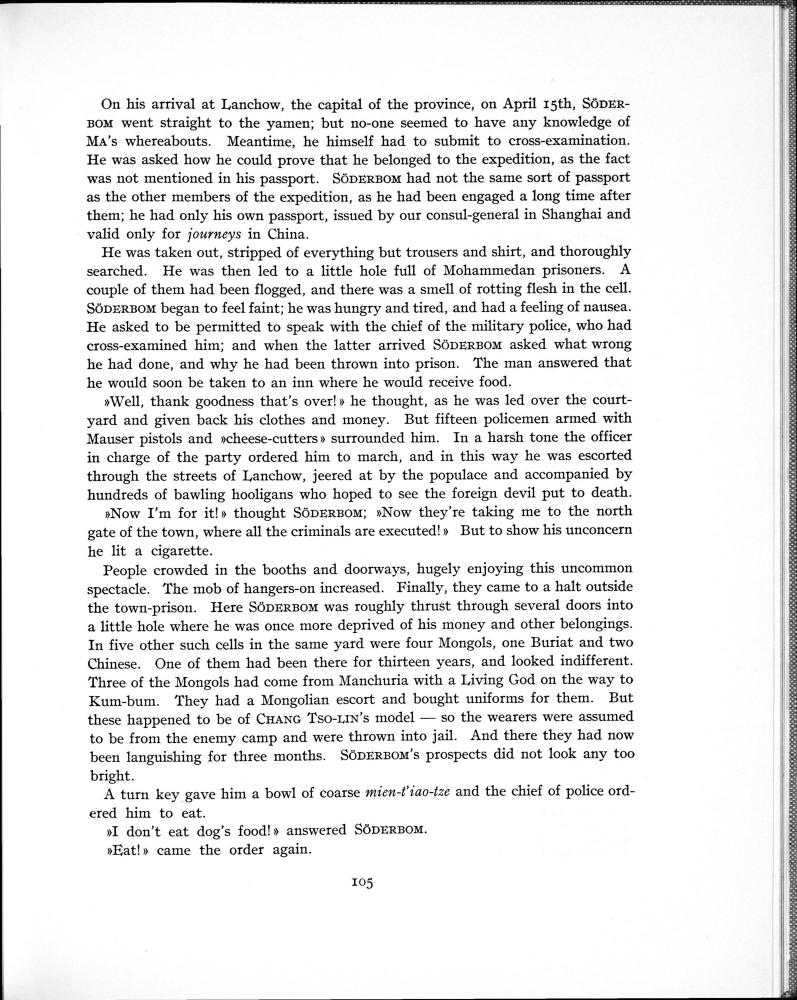 On his arrival at Lanchow, the capital of the province, on April 15th, SÖDER-
BOM went straight to the yamen; but no-one seemed to have any knowledge of
MA's whereabouts. Meantime, he himself had to submit to cross-examination.
He was asked how he could prove that he belonged to the expedition, as the fact
was not mentioned in his passport. SÖDERBOM had not the same sort of passport
as the other members of the expedition, as he had been engaged a long time after
them; he had only his own passport, issued by our consul-general in Shanghai and
valid only for journeys in China.
He was taken out, stripped of everything but trousers and shirt, and thoroughly
searched. He was then led to a little hole full of Mohammedan prisoners. A
couple of them had been flogged, and there was a smell of rotting flesh in the cell.
SÖDERBOM began to feel faint; he was hungry and tired, and had a feeling of nausea.
He asked to be permitted to speak with the chief of the military police, who had
cross-examined him; and when the latter arrived SÖDERBOM asked what wrong
he had done, and why he had been thrown into prison. The man answered that
he would soon be taken to an inn where he would receive food.
»Well, thank goodness that's over!» he thought, as he was led over the court-
yard and given back his clothes and money. But fifteen policemen armed with
Mauser pistols and »cheese-cutters» surrounded him. In a harsh tone the officer
in charge of the party ordered him to march, and in this way he was escorted
through the streets of Lanchow, jeered at by the populace and accompanied by
hundreds of bawling hooligans who hoped to see the foreign devil put to death.
»Now I'm for it!» thought SÖDERBOM; »Now they're taking me to the north
gate of the town, where all the criminals are executed!» But to show his unconcern
he lit a cigarette.
People crowded in the booths and doorways, hugely enjoying this uncommon
spectacle. The mob of hangers-on increased. Finally, they came to a halt outside
the town-prison. Here SÖDERBOM was roughly thrust through several doors into
a little hole where he was once more deprived of his money and other belongings.
In five other such cells in the same yard were four Mongols, one Buriat and two
Chinese. One of them had been there for thirteen years, and looked indifferent.
Three of the Mongols had come from Manchuria with a Living God on the way to
Kum-bum. They had a Mongolian escort and bought uniforms for them. But
these happened to be of CHANG TSO-LIN's model — so the wearers were assumed
to be from the enemy camp and were thrown into jail. And there they had now
been languishing for three months. SÖDERBOM's prospects did not look any too
bright.
A turn key gave him a bowl of coarse mien-t'iao-tze and the chief of police ord-
ered him to eat.
»I don't eat dog's food!» answered SÖDERBOM.
»Eat!» came the order again.
105